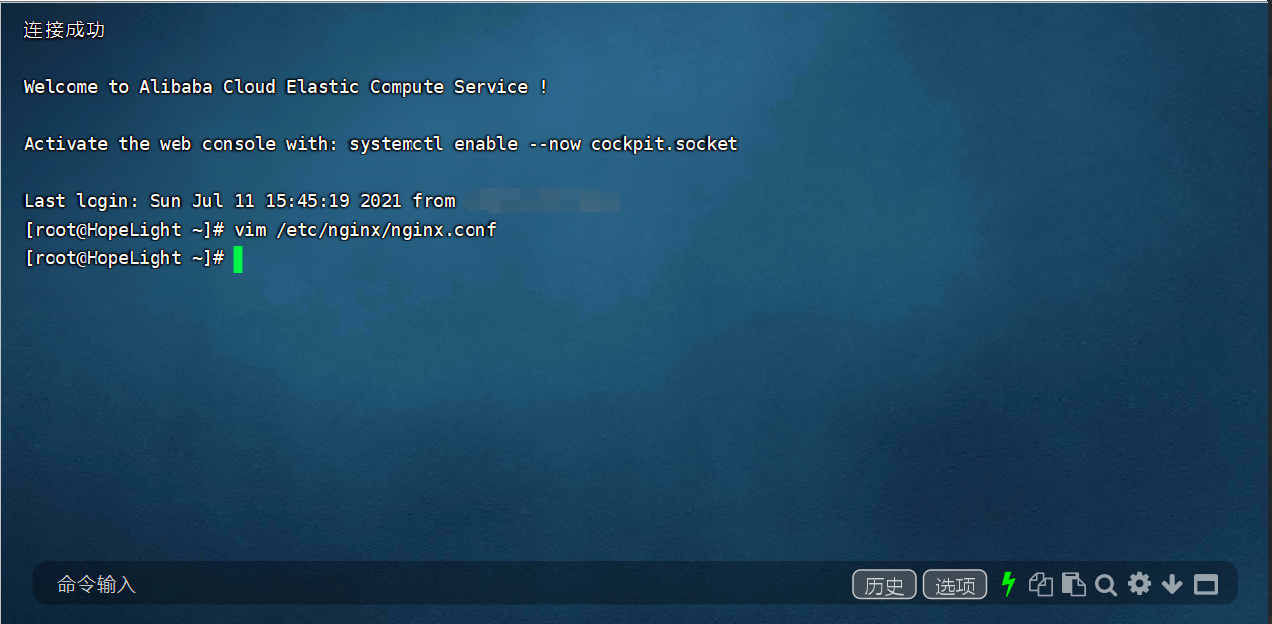 连接成功
Welcome to Alibaba Cloud Elastic Compute Service !
Activate the web console with: systemctl enable --now cockpit.socket
Last login: Sun Jul 11 15:45:19 2021 from
[root@HopeLight ~]# vim /etc/nginx/nginx.conf
[root@HopeLight ~]#
命令输入 历史 选项